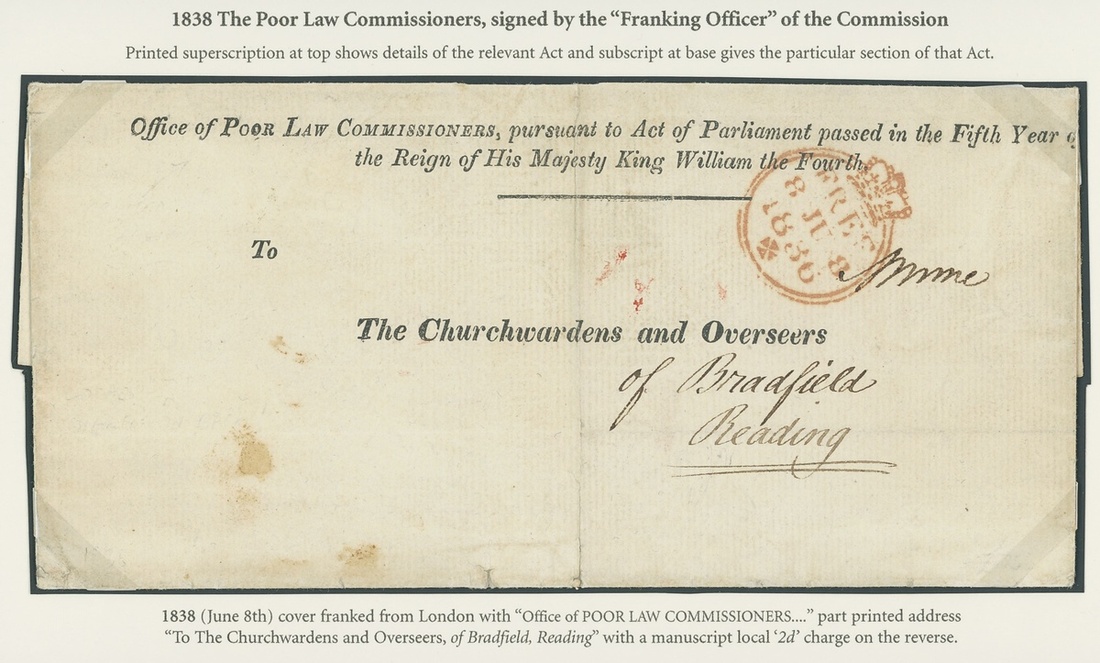 1838 The Poor Law Commissioners, signed by the “Franking Officer” of the Commission
Printed superscription at top shows details of the relevant Act and subscript at base gives the particular section of that Act.
Office of POOR LAW COMMISSIONERS, pursuant to Act of Parliament passed in the Fifth Year
the Reign of His Majesty King William the Fourth.
FREE
8 JU 8
1836
To
The Churchwardens and Overseers
of Bradfield
Reading
1838 (June 8th) cover franked from London with “Office of POOR LAW COMMISSIONERS....” part printed address
“To The Churchwardens and Overseers, of Bradfield, Reading” with a manuscript local ‘2d’ charge on the reverse.